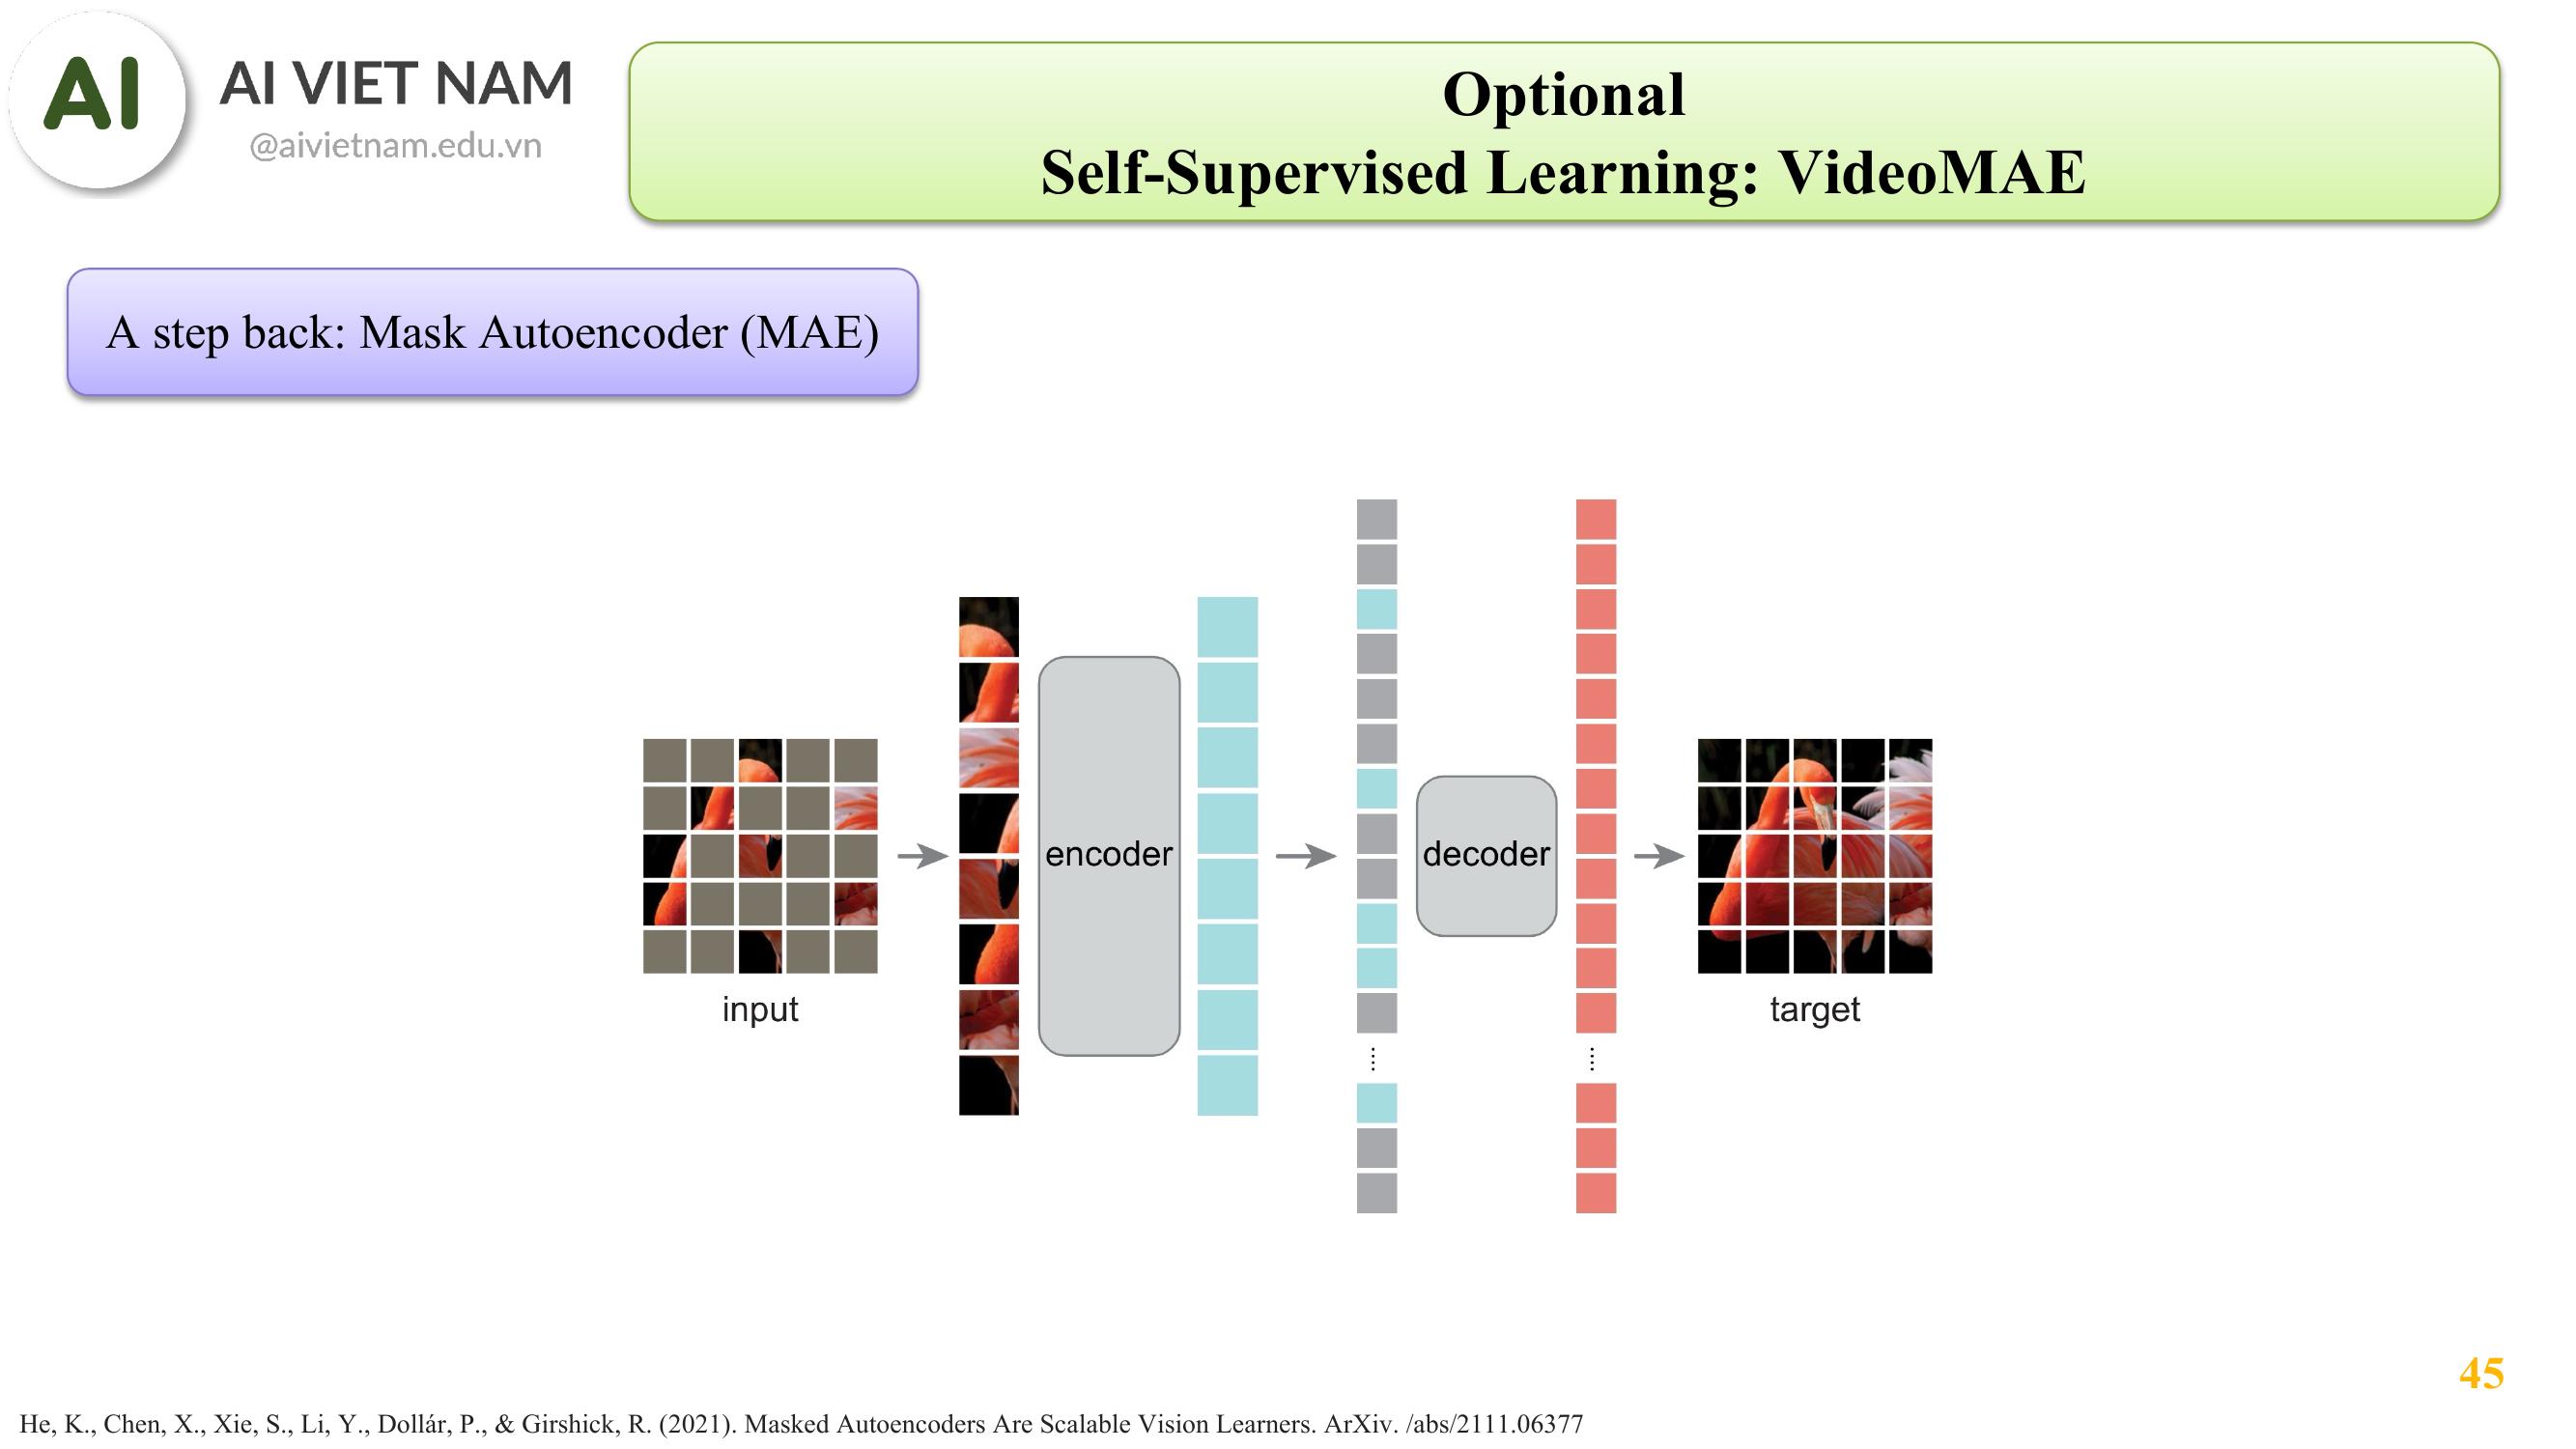 AI
AI VIET NAM
@aivietnam.edu.vn
Optional
Self-Supervised Learning: VideoMAE
A step back: Mask Autoencoder (MAE)
input
encoder
decoder
target
45
He, K., Chen, X., Xie, S., Li, Y., Dollár, P., & Girshick, R. (2021). Masked Autoencoders Are Scalable Vision Learners. ArXiv. /abs/2111.06377